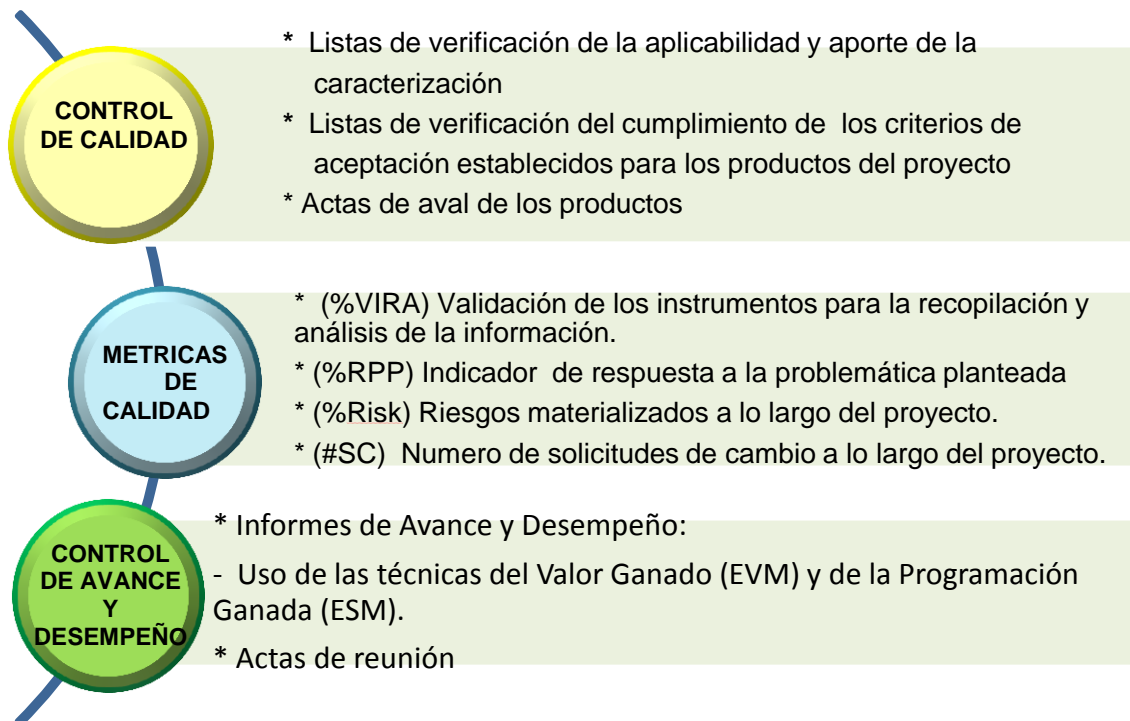 CONTROL
DE CALIDAD
* Listas de verificación de la aplicabilidad y aporte de la
caracterización
* Listas de verificación del cumplimiento de los criterios de
aceptación establecidos para los productos del proyecto
* Actas de aval de los productos
METRICAS
DE
CALIDAD
* (%VIRA) Validación de los instrumentos para la recopilación y
análisis de la información.
* (%RPP) Indicador de respuesta a la problemática planteada
* (%Risk) Riesgos materializados a lo largo del proyecto.
* (#SC) Numero de solicitudes de cambio a lo largo del proyecto.
CONTROL
DE AVANCE
Y
DESEMPEÑO
* Informes de Avance y Desempeño:
- Uso de las técnicas del Valor Ganado (EVM) y de la Programación
Ganada (ESM).
* Actas de reunión